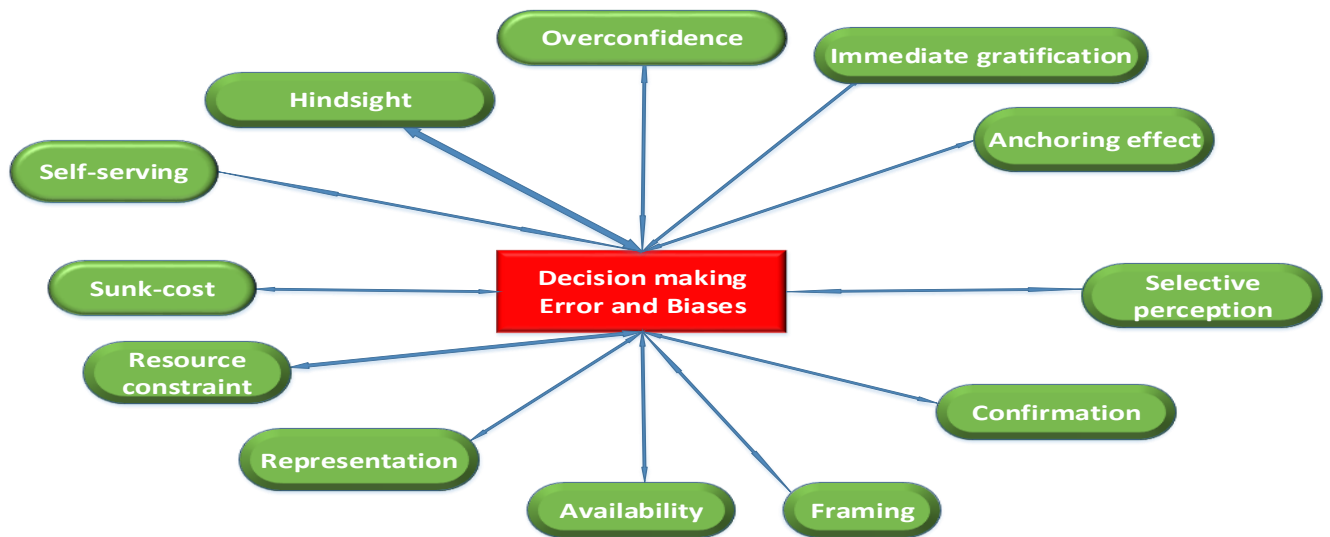 Overconfidence
Immediate gratification
Hindsight
Anchoring effect
Self-serving
Decision making
Error and Biases
Sunk-cost
Selective
perception
Resource
constraint
Confirmation
Representation
Availability
Framing